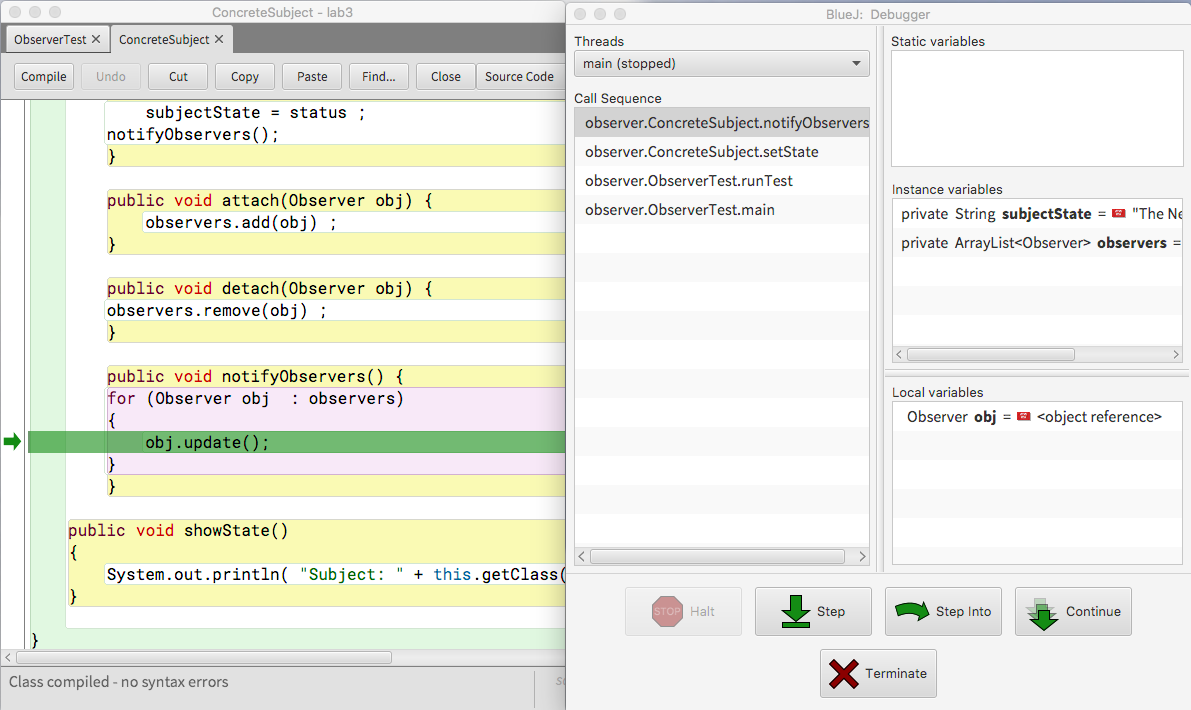 ConcreteSubject - lab3
ObserverTest ✕ ConcreteSubject ✕
Compile Undo Cut Copy Paste Find... Close Source Code
subjectState = status ;
notifyObservers();
}
public void attach(Observer obj) {
observers.add(obj) ;
}
public void detach(Observer obj) {
observers.remove(obj) ;
}
public void notifyObservers() {
for (Observer obj  : observers)
{
obj.update();
}
}
public void showState()
{
System.out.println( "Subject: " + this.getClass(
}
}
Class compiled - no syntax errors
BlueJ: Debugger
Threads
main (stopped)
Call Sequence
observer.ConcreteSubject.notifyObservers
observer.ConcreteSubject.setState
observer.ObserverTest.runTest
observer.ObserverTest.main
Static variables
Instance variables
private String subjectState = "The Ne
private ArrayList<Observer> observers =
Local variables
Observer obj = <object reference>
STOP Halt
Step
Step Into
Continue
Terminate